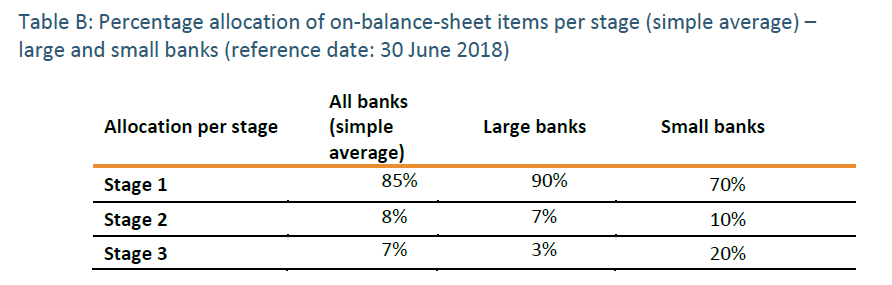 Table B: Percentage allocation of on-balance-sheet items per stage (simple average) –
large and small banks (reference date: 30 June 2018)
Allocation per stage All banks (simple average) Large banks Small banks
Stage 1 85% 90% 70%
Stage 2 8% 7% 10%
Stage 3 7% 3% 20%